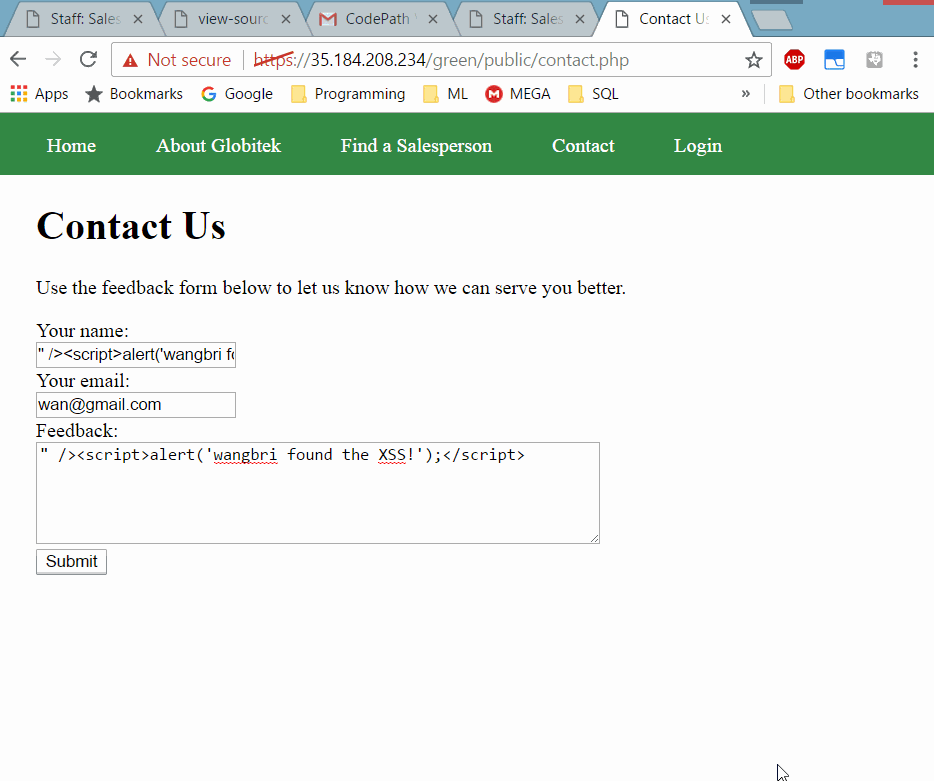 Staff: Sales
view-sourc
CodePath
Staff: Sales
Contact Us
Not secure
https://35.184.208.234/green/public/contact.php
ABP
Apps
Bookmarks
Google
Programming
ML
MEGA
SQL
»
Other bookmarks
Home
About Globitek
Find a Salesperson
Contact
Login
Contact Us
Use the feedback form below to let us know how we can serve you better.
Your name:
" /><script>alert('wangbri fo
Your email:
wan@gmail.com
Feedback:
" /><script>alert('wangbri found the XSS!');</script>
Submit